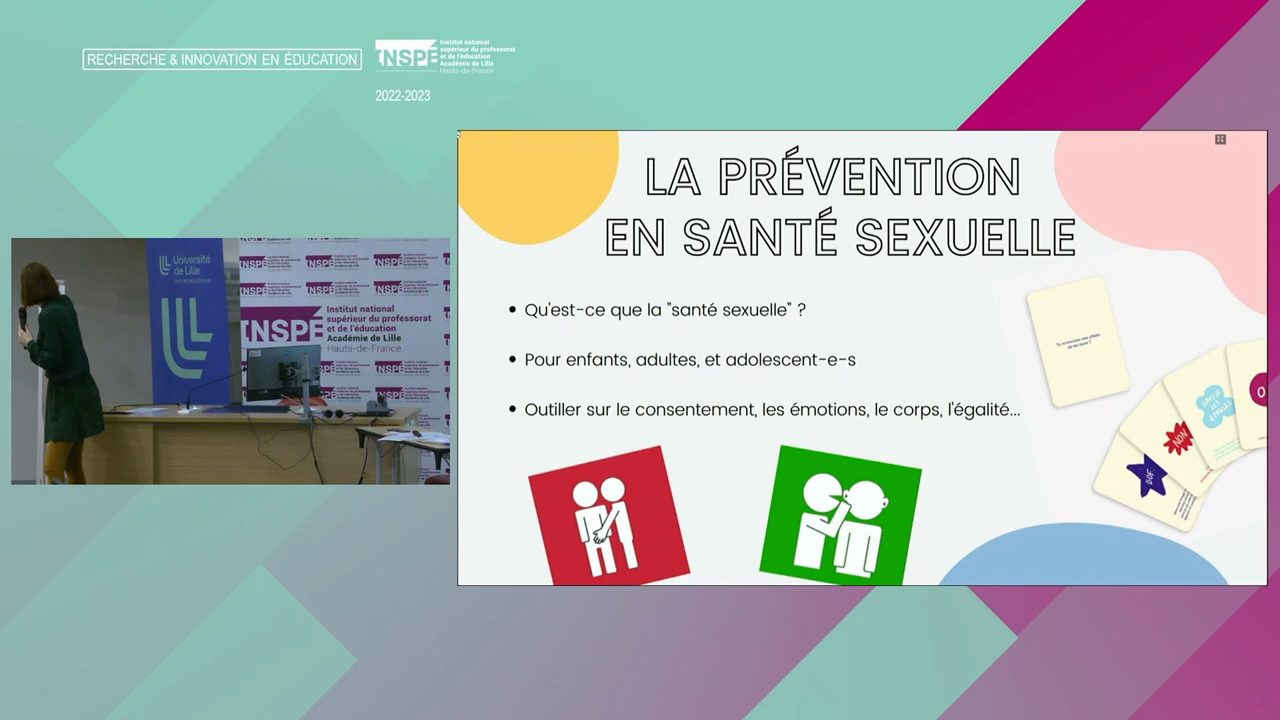 RECHERCHE & INNOVATION EN ÉDUCATION
INSPÉ
Institut national
supérieur du professorat
et de l'éducation
Académie de Lille
Hauts-de-France
2022-2023
LA PRÉVENTION
EN SANTÉ SEXUELLE
• Qu'est-ce que la "santé sexuelle" ?
• Pour enfants, adultes, et adolescent-e-s
• Outiller sur le consentement, les émotions, le corps, l'égalité...
NON
BOF
Université
de Lille
INSPÉ
Institut national
supérieur du professorat
et de l'éducation
Académie de Lille
Hauts-de-France